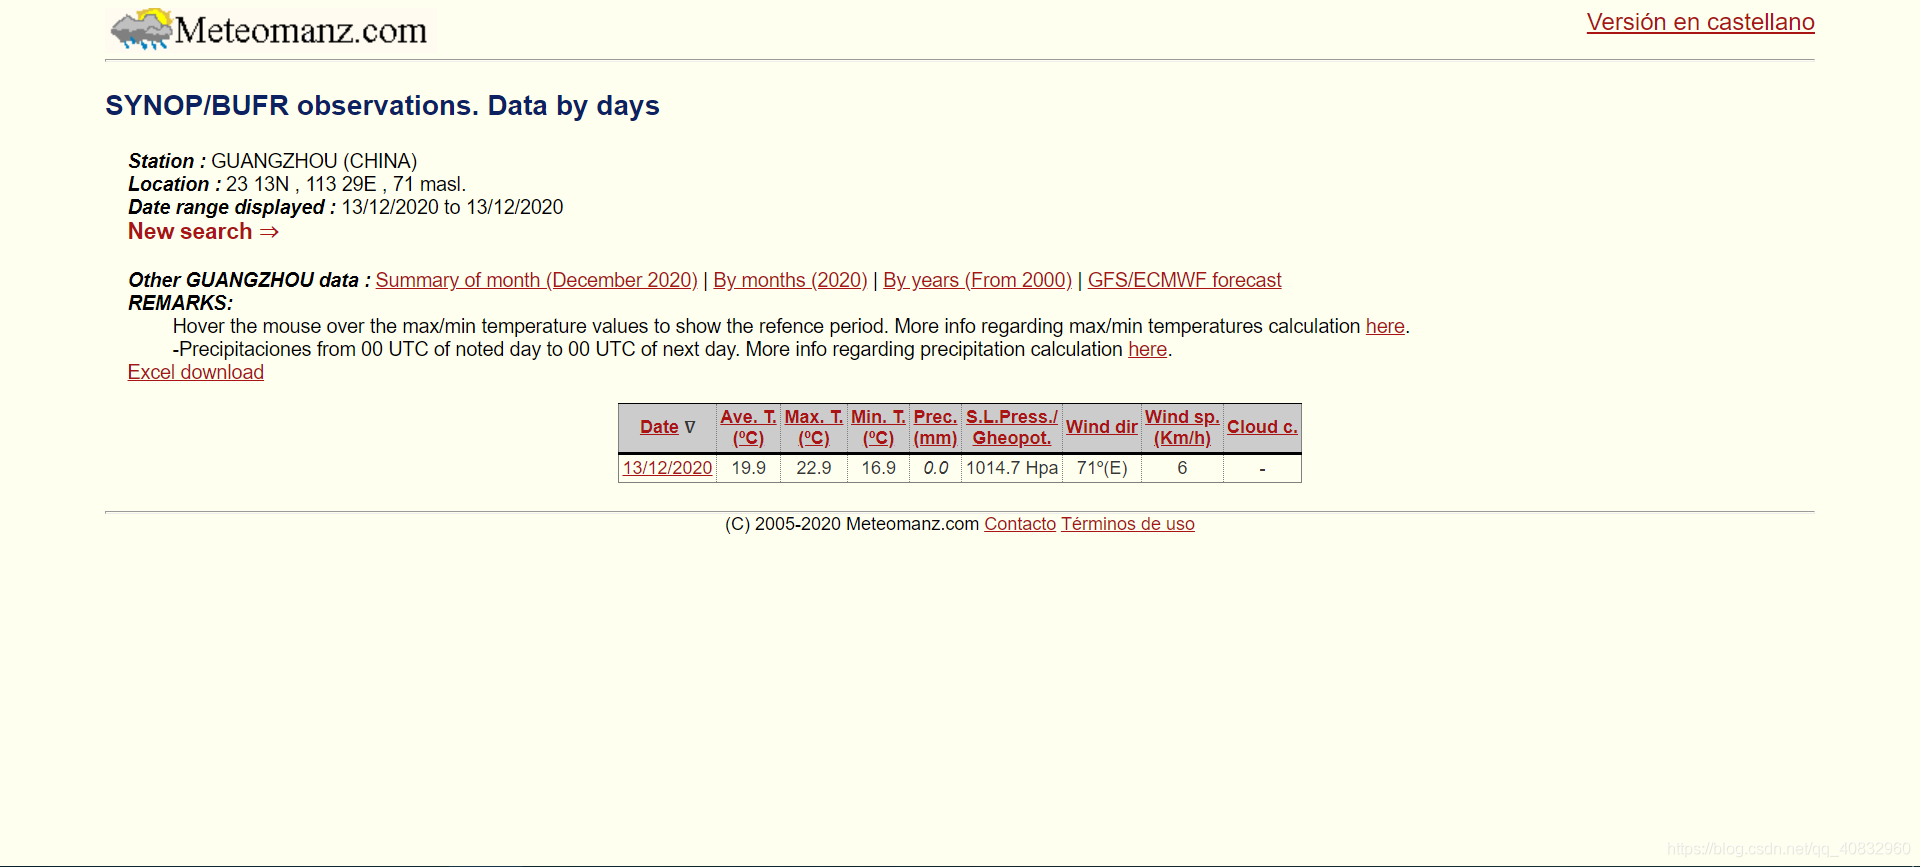 Meteomanz.com
Versión en castellano
SYNOP/BUFR observations. Data by days
Station : GUANGZHOU (CHINA)
Location : 23 13N , 113 29E , 71 masl.
Date range displayed : 13/12/2020 to 13/12/2020
New search ⇒
Other GUANGZHOU data : Summary of month (December 2020) | By months (2020) | By years (From 2000) | GFS/ECMWF forecast
REMARKS:
Hover the mouse over the max/min temperature values to show the refence period. More info regarding max/min temperatures calculation here.
-Precipitaciones from 00 UTC of noted day to 00 UTC of next day. More info regarding precipitation calculation here.
Excel download
Date ∇ Ave. T. (ºC) Max. T. (ºC) Min. T. (ºC) Prec. (mm) S.L.Press./ Gheopot. Wind dir Wind sp. (Km/h) Cloud c.
13/12/2020 19.9 22.9 16.9 0.0 1014.7 Hpa 71º(E) 6 -
(C) 2005-2020 Meteomanz.com Contacto Términos de uso
https://blog.csdn.net/qq_40832960